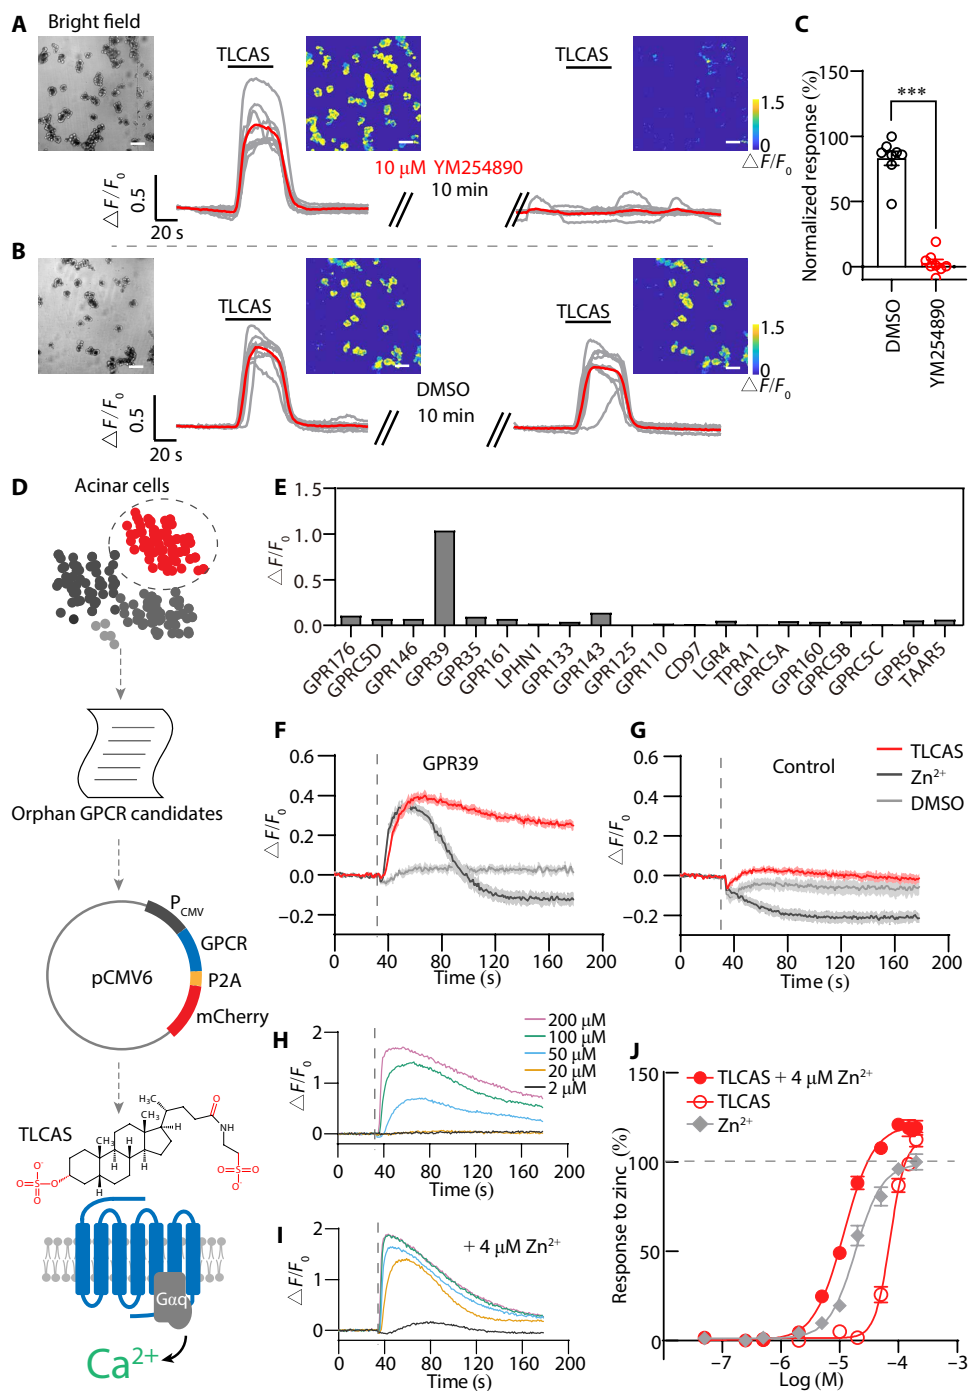 A
Bright field
TLCAS
TLCAS
1.5
0
△F/F0
10 μM YM254890
10 min
△F/F0
0.5
20 s
B
TLCAS
TLCAS
1.5
0
△F/F0
DMSO
10 min
△F/F0
0.5
20 s
C
Normalized response (%)
150
100
50
0
***
DMSO
YM254890
D
Acinar cells
Orphan GPCR candidates
PCMV
GPCR
P2A
mCherry
pCMV6
TLCAS
H3C
CH3
CH3
O
NH
H
H
H
H
O-
O=S=O
O
O=S=O
O-
Gαq
Ca2+
E
△F/F0
1.5
1.0
0.5
0.0
GPR176
GPRC5D
GPR146
GPR39
GPR35
GPR161
LPHN1
GPR133
GPR143
GPR125
GPR110
CD97
LGR4
TPRA1
GPRC5A
GPR160
GPRC5B
GPRC5C
GPR56
TAAR5
F
GPR39
△F/F0
0.6
0.4
0.2
0.0
−0.2
0 40 80 120 160 200
Time (s)
G
Control
TLCAS
Zn2+
DMSO
△F/F0
0.6
0.4
0.2
0.0
−0.2
0 40 80 120 160 200
Time (s)
H
200 μM
100 μM
50 μM
20 μM
2 μM
△F/F0
2
1
0
0 40 80 120 160 200
Time (s)
I
+ 4 μM Zn2+
△F/F0
2
1
0
0 40 80 120 160 200
Time (s)
J
TLCAS + 4 μM Zn2+
TLCAS
Zn2+
Response to zinc (%)
150
100
50
0
−7 −6 −5 −4 −3
Log (M)